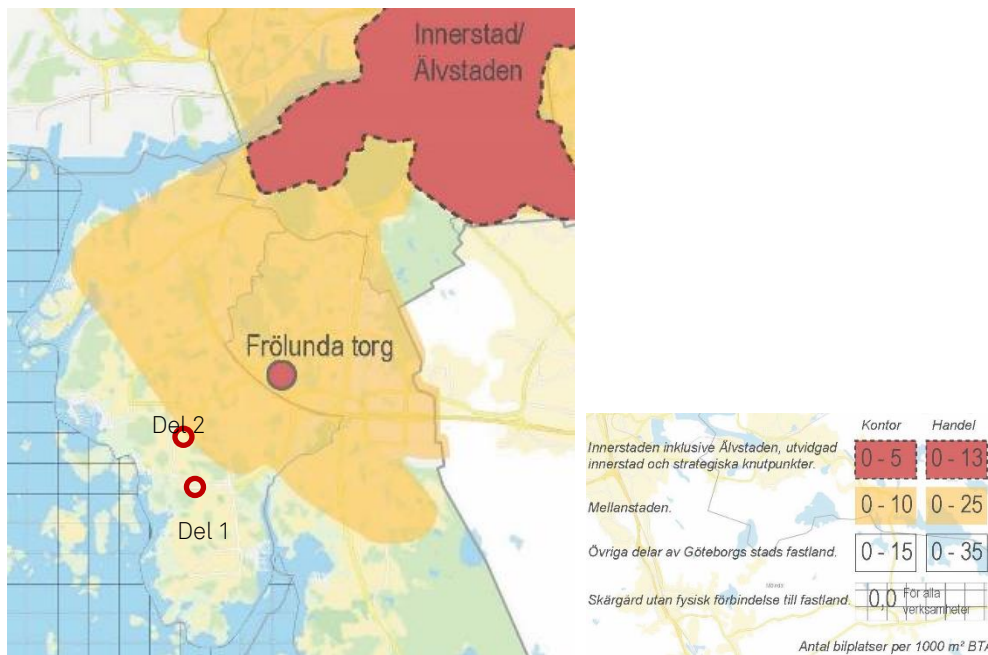 Innerstad/
Älvstaden
Frölunda torg
Del 2
Del 1
Kontor Handel
Innerstaden inklusive Älvstaden, utvidgad
innerstad och strategiska knutpunkter.
0 - 5 0 - 13
Mellanstaden.
0 - 10 0 - 25
Övriga delar av Göteborgs stads fastland.
0 - 15 0 - 35
Skärgård utan fysisk förbindelse till fastland.
0,0 För alla
verksamheter
Antal bilplatser per 1000 m² BTA